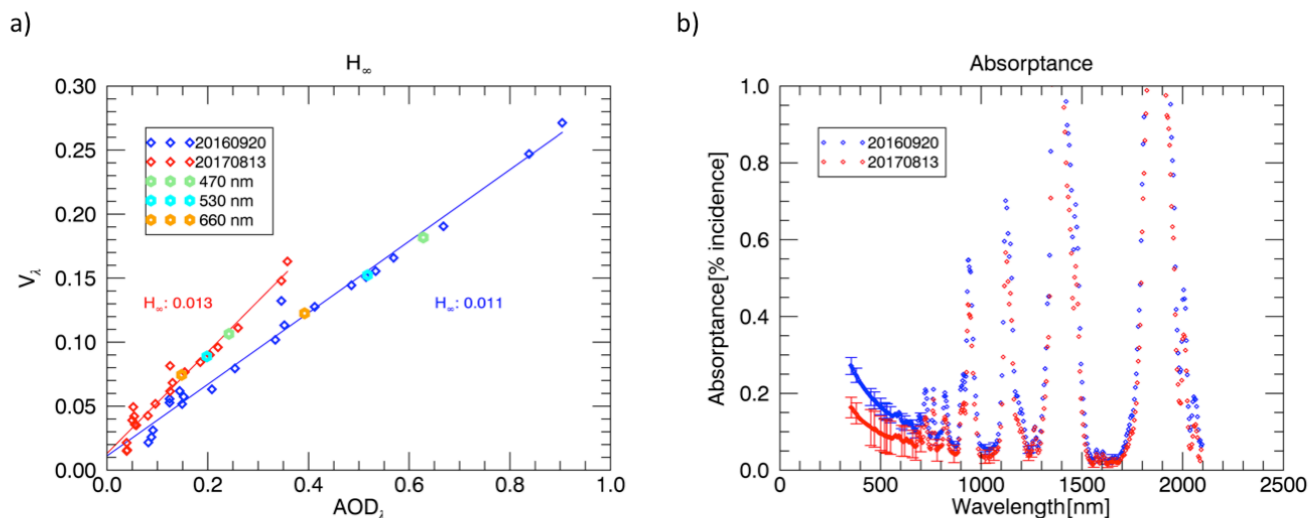 a)
b)
H∞
0.30
0.25
0.20
0.15
0.10
0.05
0.00
Vλ
20160920
20170813
470 nm
530 nm
660 nm
H∞: 0.013
H∞: 0.011
0.0 0.2 0.4 0.6 0.8 1.0
AODλ
Absorptance
1.0
0.8
0.6
0.4
0.2
0.0
Absorptance[% incidence]
20160920
20170813
0 500 1000 1500 2000 2500
Wavelength[nm]